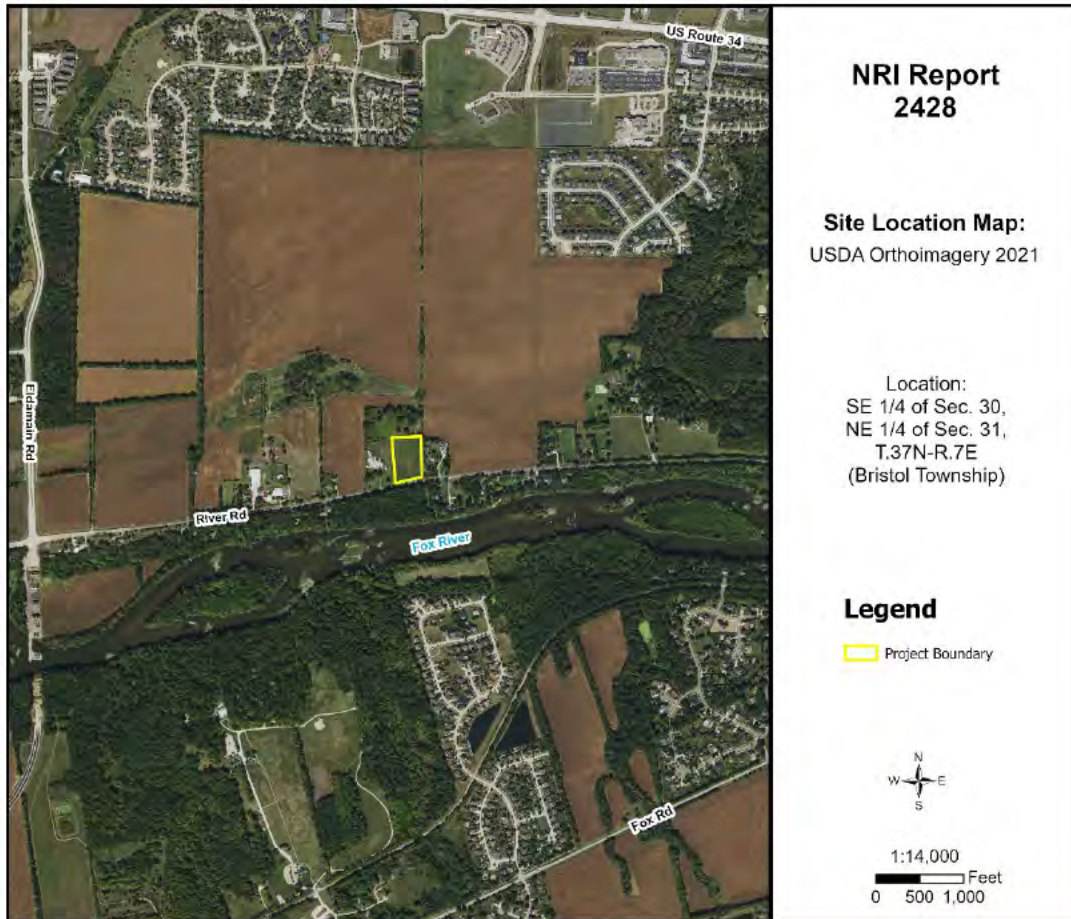 US Route 34
Eldamain Rd
River Rd
Fox River
Fox Rd
NRI Report
2428
Site Location Map:
USDA Orthoimagery 2021
Location:
SE 1/4 of Sec. 30,
NE 1/4 of Sec. 31,
T.37N-R.7E
(Bristol Township)
Legend
Project Boundary
N
W E
S
1:14,000
Feet
0 500 1,000